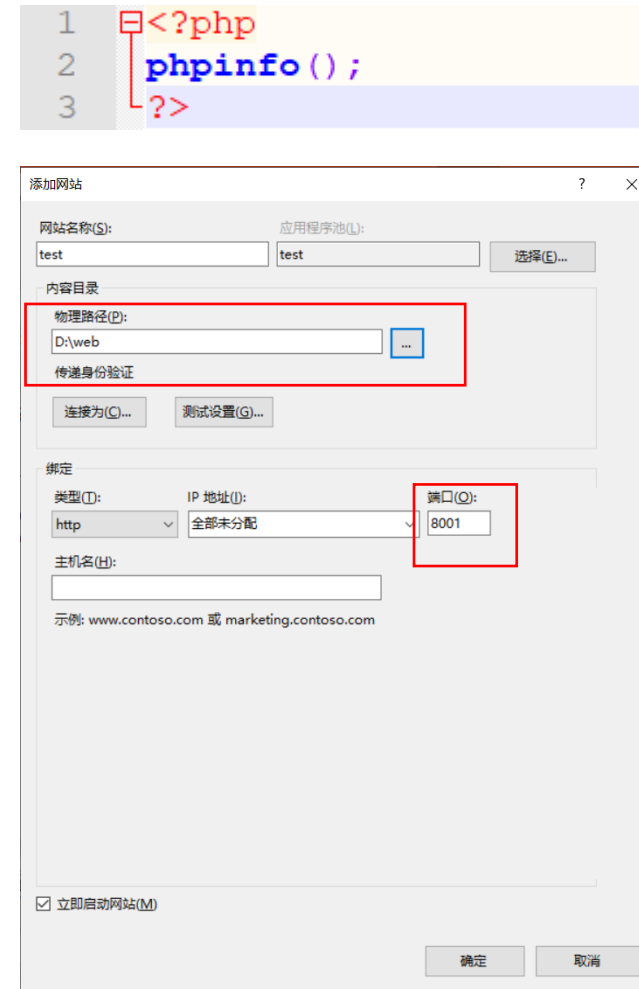 1 <?php
2 phpinfo();
3 ?>
添加网站 ? ×
网站名称(S): 应用程序池(L):
test test 选择(E)...
内容目录
物理路径(P):
D:\web ...
传递身份验证
连接为(C)... 测试设置(G)...
绑定
类型(T): IP 地址(I): 端口(O):
http 全部未分配 8001
主机名(H):
示例: www.contoso.com 或 marketing.contoso.com
立即启动网站(M)
确定 取消